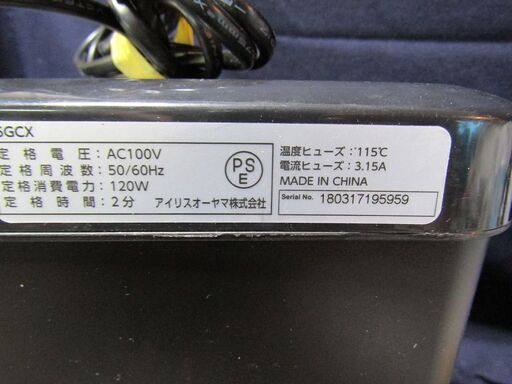 6GCX
定格電圧: AC100V
定格周波数: 50/60Hz
定格消費電力: 120W
定格時間: 2分
PS
E
アイリスオーヤマ株式会社
温度ヒューズ: 115℃
電流ヒューズ: 3.15A
MADE IN CHINA
Serial No. 180317195959